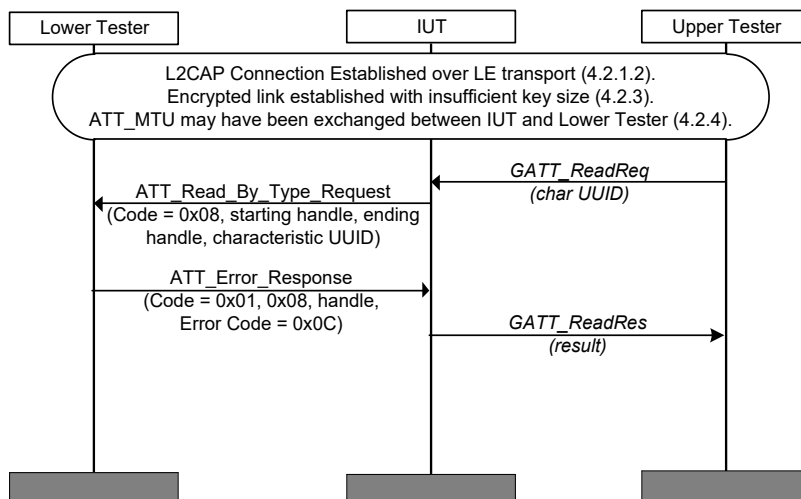 Lower Tester
IUT
Upper Tester
L2CAP Connection Established over LE transport (4.2.1.2).
Encrypted link established with insufficient key size (4.2.3).
ATT_MTU may have been exchanged between IUT and Lower Tester (4.2.4).
GATT_ReadReq
(char UUID)
ATT_Read_By_Type_Request
(Code = 0x08, starting handle, ending
handle, characteristic UUID)
ATT_Error_Response
(Code = 0x01, 0x08, handle,
Error Code = 0x0C)
GATT_ReadRes
(result)